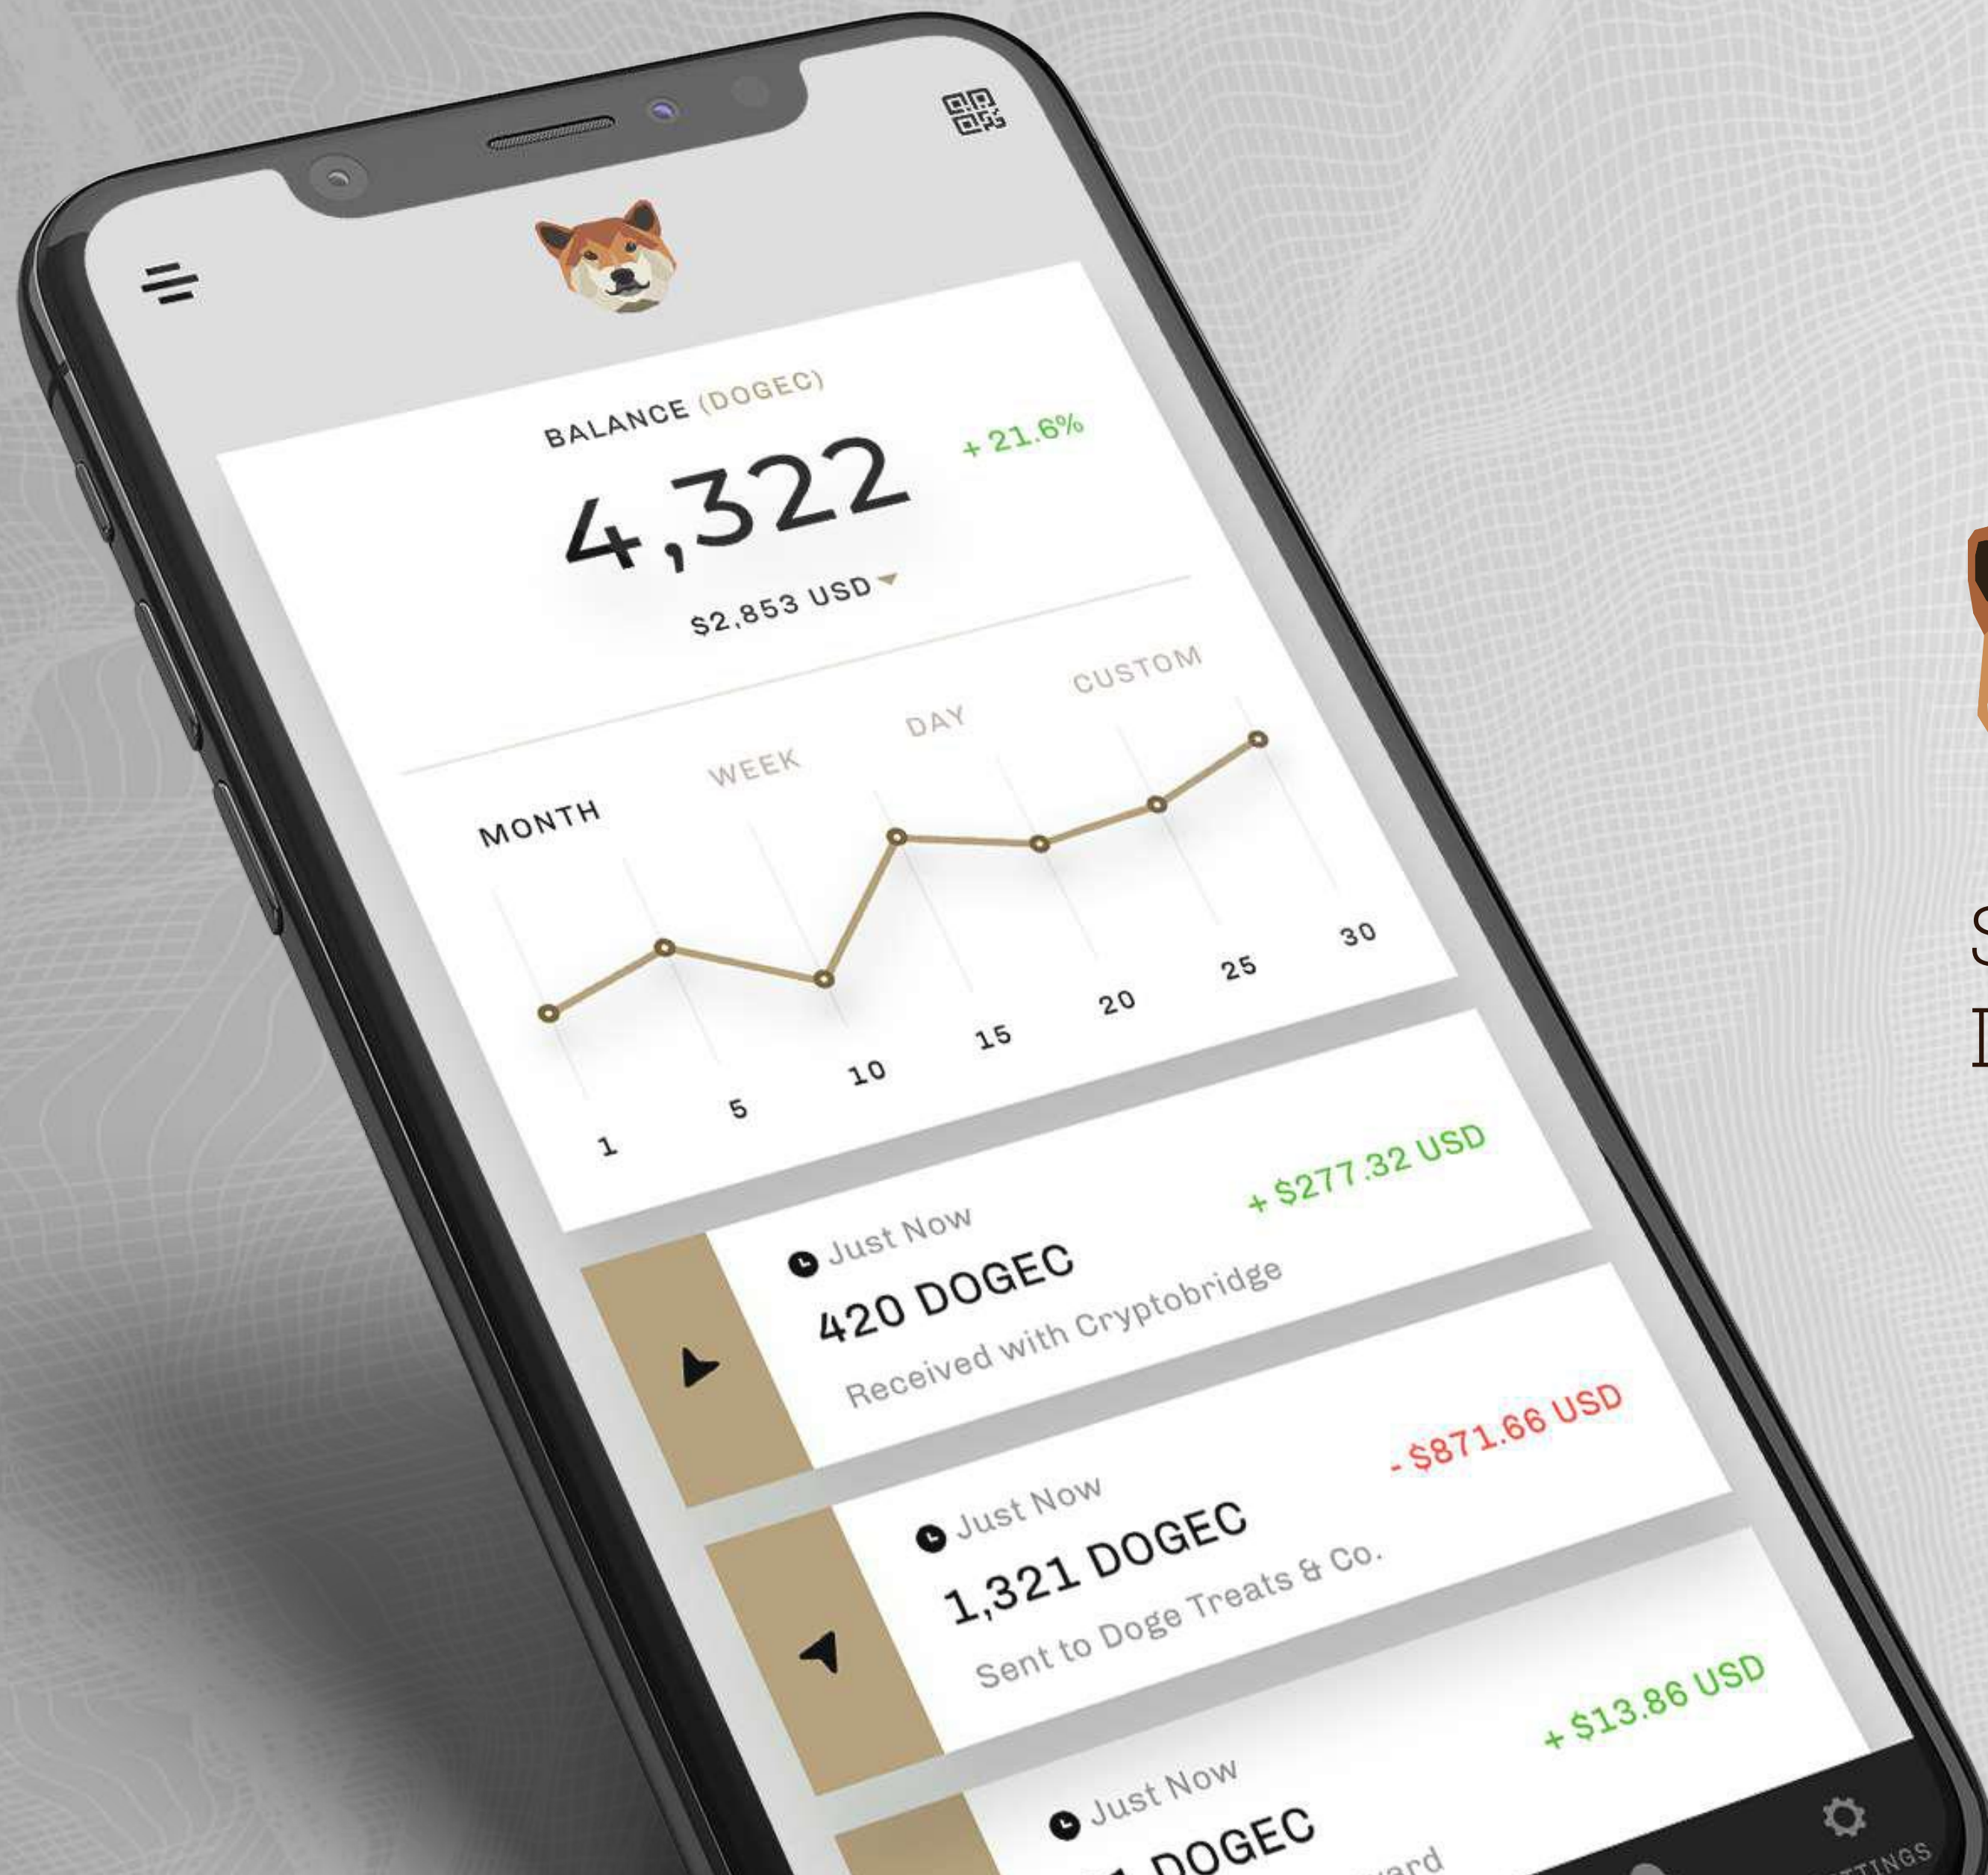 BALANCE (DOGEC)
4,322
+ 21.6%
$2,853 USD
MONTH WEEK DAY CUSTOM
1 5 10 15 20 25 30
Just Now
+ $277.32 USD
420 DOGEC
Received with Cryptobridge
Just Now
- $871.66 USD
1,321 DOGEC
Sent to Doge Treats & Co.
Just Now
+ $13.86 USD
DOGEC